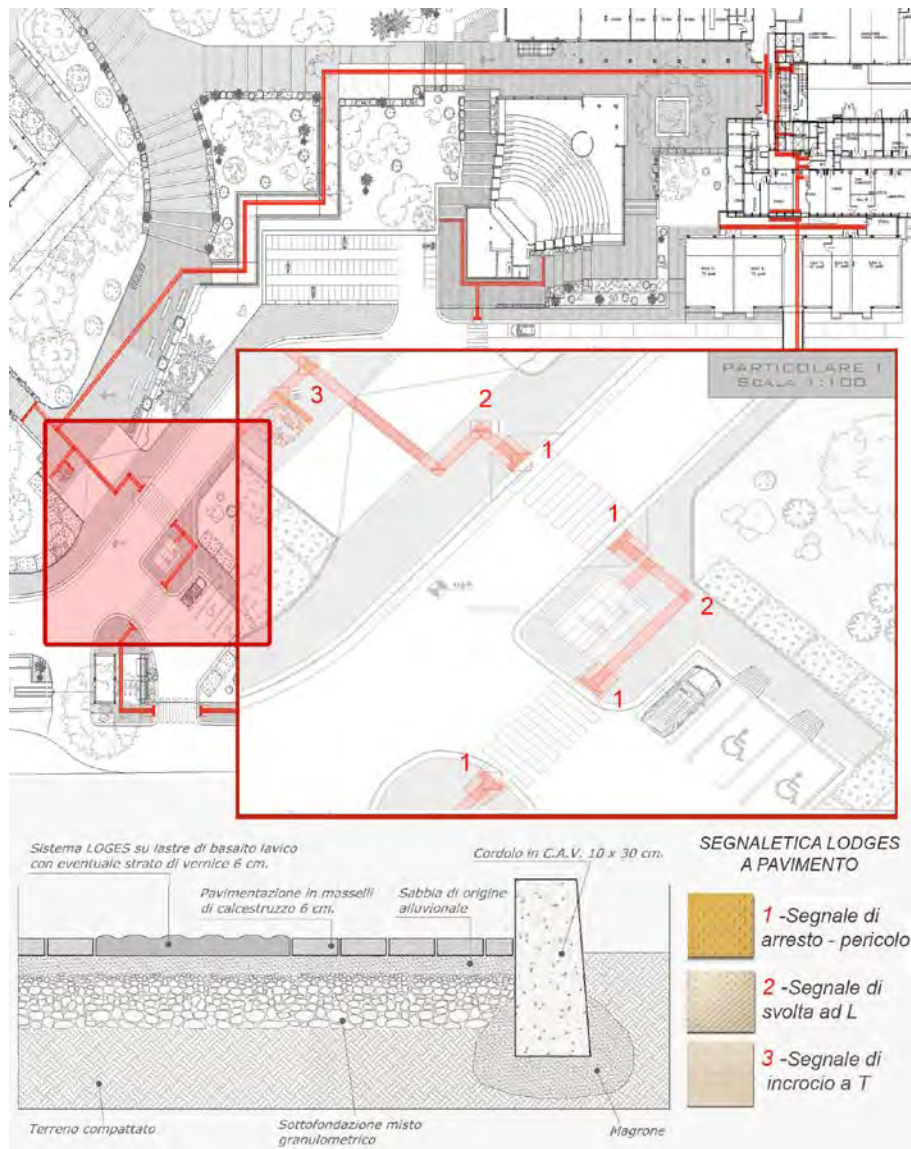 PARTICOLARE 1
SCALA 1:100
3
2
1
1
2
1
1
Sistema LOGES su lastre di basalto lavico
con eventuale strato di vernice 6 cm.
Pavimentazione in masselli
di calcestruzzo 6 cm.
Sabbia di origine
alluvionale
Cordolo in C.A.V. 10 x 30 cm.
Terreno compattato
Sottofondazione misto
granulometrico
Magrone
SEGNALETICA LODGES
A PAVIMENTO
1 -Segnale di
arresto - pericolo
2 -Segnale di
svolta ad L
3 -Segnale di
incrocio a T